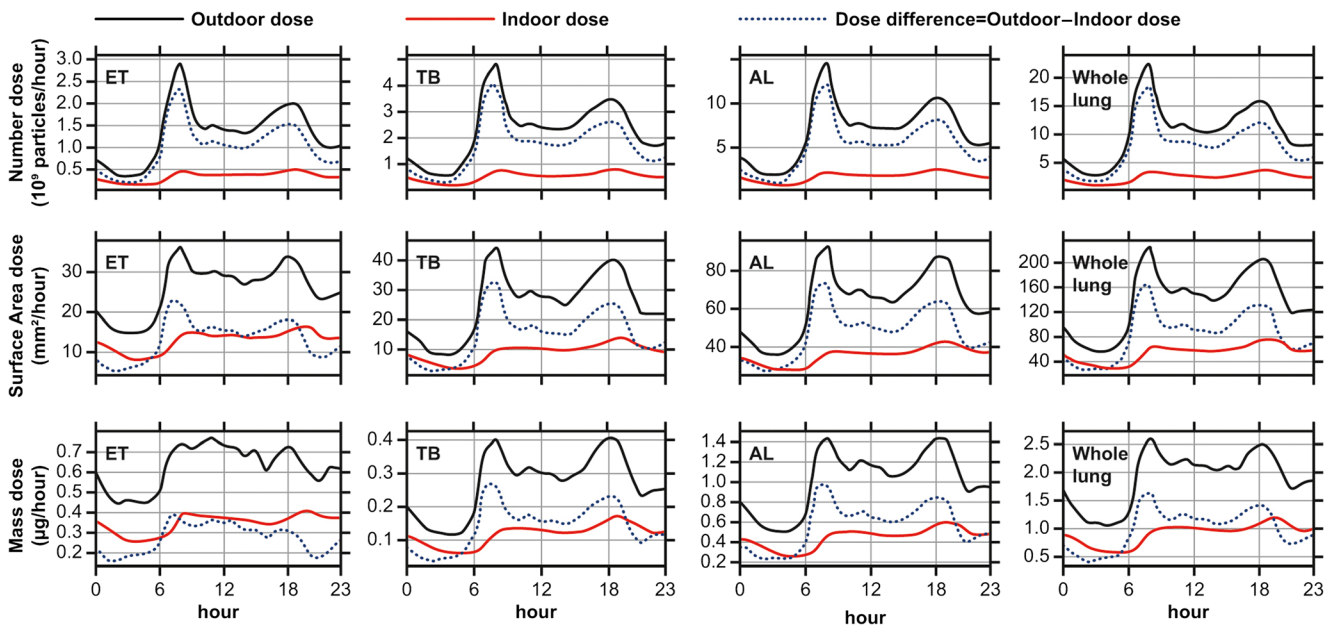 Outdoor dose Indoor dose Dose difference=Outdoor–Indoor dose
Number dose
(10⁹ particles/hour)
ET
3.0
2.5
2.0
1.5
1.0
0.5
TB
4
3
2
1
AL
10
5
Whole
lung
20
15
10
5
Surface Area dose
(mm²/hour)
ET
30
20
10
TB
40
30
20
10
AL
80
60
40
Whole
lung
200
160
120
80
40
Mass dose
(µg/hour)
ET
0.7
0.6
0.5
0.4
0.3
0.2
0 6 12 18 23
hour
TB
0.4
0.3
0.2
0.1
0 6 12 18 23
hour
AL
1.4
1.2
1.0
0.8
0.6
0.4
0.2
0 6 12 18 23
hour
Whole
lung
2.5
2.0
1.5
1.0
0.5
0 6 12 18 23
hour